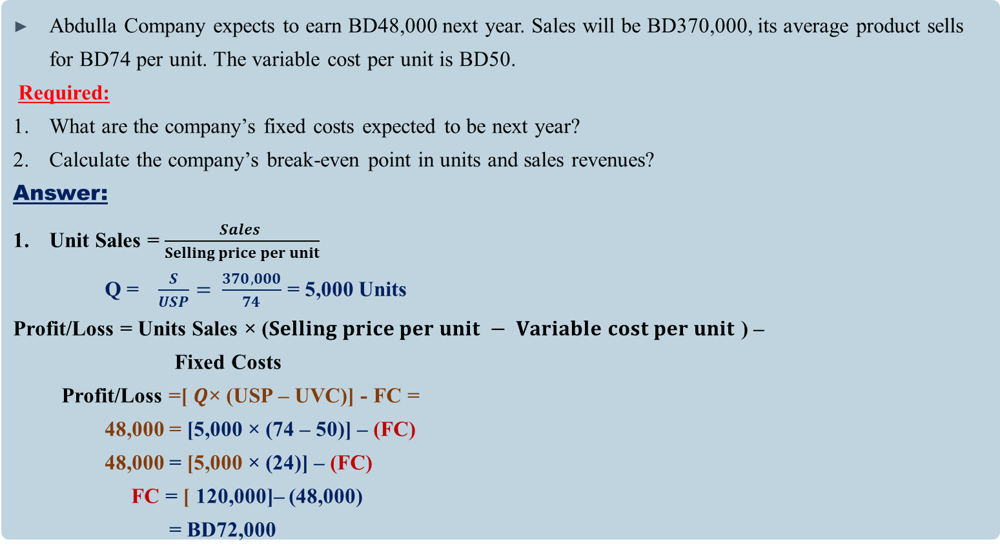 ► Abdulla Company expects to earn BD48,000 next year. Sales will be BD370,000, its average product sells
for BD74 per unit. The variable cost per unit is BD50.
Required:
1. What are the company’s fixed costs expected to be next year?
2. Calculate the company’s break-even point in units and sales revenues?
Answer:
1. Unit Sales = Sales / Selling price per unit
Q = S / USP = 370,000 / 74 = 5,000 Units
Profit/Loss = Units Sales × (Selling price per unit − Variable cost per unit ) –
Fixed Costs
Profit/Loss =[ Q× (USP – UVC)] - FC =
48,000 = [5,000 × (74 – 50)] – (FC)
48,000 = [5,000 × (24)] – (FC)
FC = [ 120,000]– (48,000)
= BD72,000